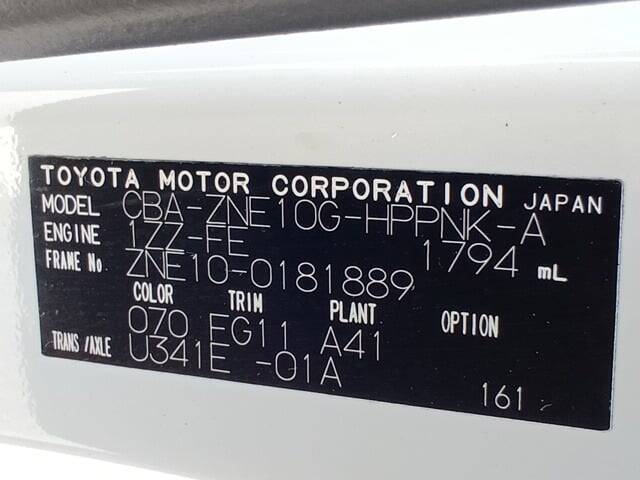 TOYOTA MOTOR CORPORATION JAPAN
MODEL CBA-ZNE10G-HPPNK-A
ENGINE 1ZZ-FE 1794 mL
FRAME No ZNE10-0181889
COLOR TRIM PLANT OPTION
070 FG11 A41
TRANS/AXLE U341E -01A
161